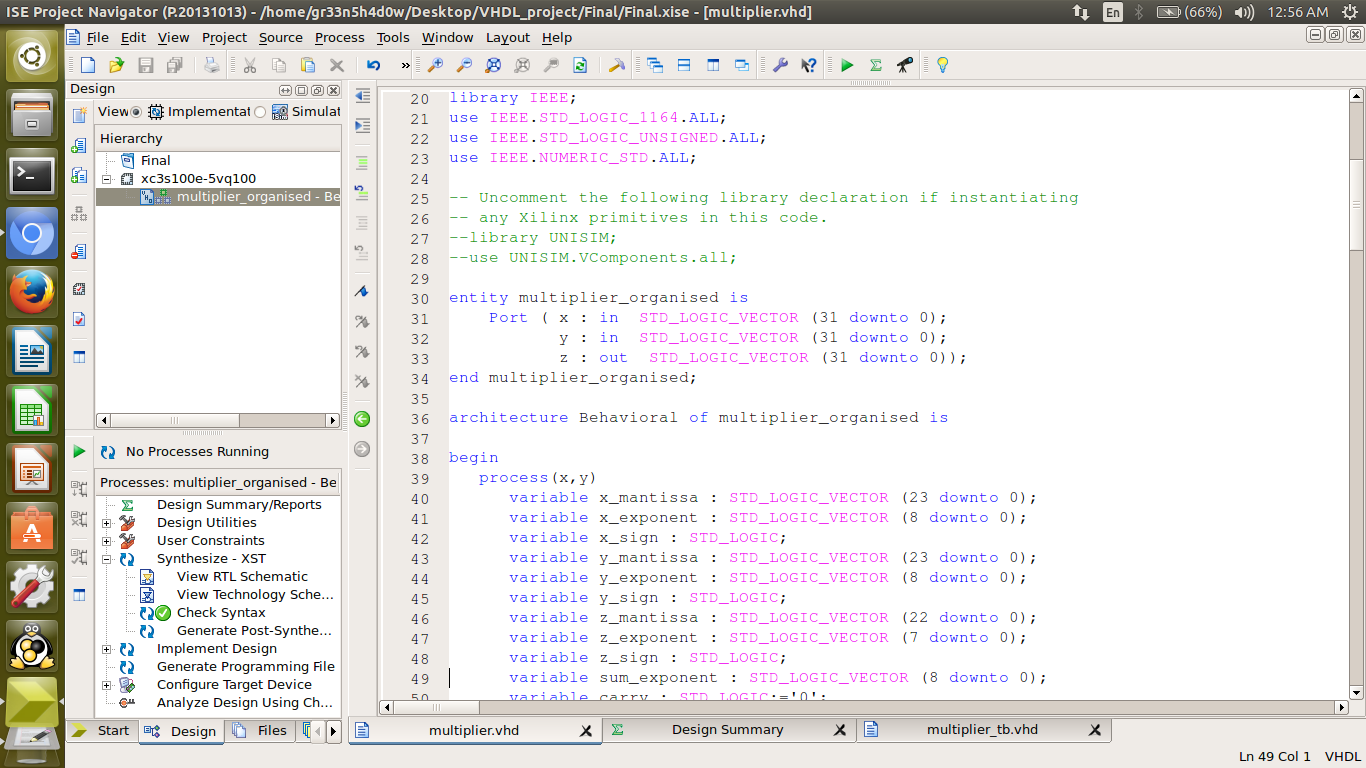 ISE Project Navigator (P.20131013) - /home/gr33n5h4d0w/Desktop/VHDL_project/Final/Final.xise - [multiplier.vhd]
En
(66%)
12:56 AM
File Edit View Project Source Process Tools Window Layout Help
»
Design
View
Implementat
Simulat
Hierarchy
Final
xc3s100e-5vq100
multiplier_organised - Be
No Processes Running
Processes: multiplier_organised - Be
Design Summary/Reports
Design Utilities
User Constraints
Synthesize - XST
View RTL Schematic
View Technology Sche...
Check Syntax
Generate Post-Synthe...
Implement Design
Generate Programming File
Configure Target Device
Analyze Design Using Ch...
Start
Design
Files
20 library IEEE;
21 use IEEE.STD_LOGIC_1164.ALL;
22 use IEEE.STD_LOGIC_UNSIGNED.ALL;
23 use IEEE.NUMERIC_STD.ALL;
24
25 -- Uncomment the following library declaration if instantiating
26 -- any Xilinx primitives in this code.
27 --library UNISIM;
28 --use UNISIM.VComponents.all;
29
30 entity multiplier_organised is
31 Port ( x : in STD_LOGIC_VECTOR (31 downto 0);
32 y : in STD_LOGIC_VECTOR (31 downto 0);
33 z : out STD_LOGIC_VECTOR (31 downto 0));
34 end multiplier_organised;
35
36 architecture Behavioral of multiplier_organised is
37
38 begin
39 process(x,y)
40 variable x_mantissa : STD_LOGIC_VECTOR (23 downto 0);
41 variable x_exponent : STD_LOGIC_VECTOR (8 downto 0);
42 variable x_sign : STD_LOGIC;
43 variable y_mantissa : STD_LOGIC_VECTOR (23 downto 0);
44 variable y_exponent : STD_LOGIC_VECTOR (8 downto 0);
45 variable y_sign : STD_LOGIC;
46 variable z_mantissa : STD_LOGIC_VECTOR (22 downto 0);
47 variable z_exponent : STD_LOGIC_VECTOR (7 downto 0);
48 variable z_sign : STD_LOGIC;
49 variable sum_exponent : STD_LOGIC_VECTOR (8 downto 0);
50 variable carry : STD_LOGIC:='0';
multiplier.vhd
Design Summary
multiplier_tb.vhd
Ln 49 Col 1 VHDL